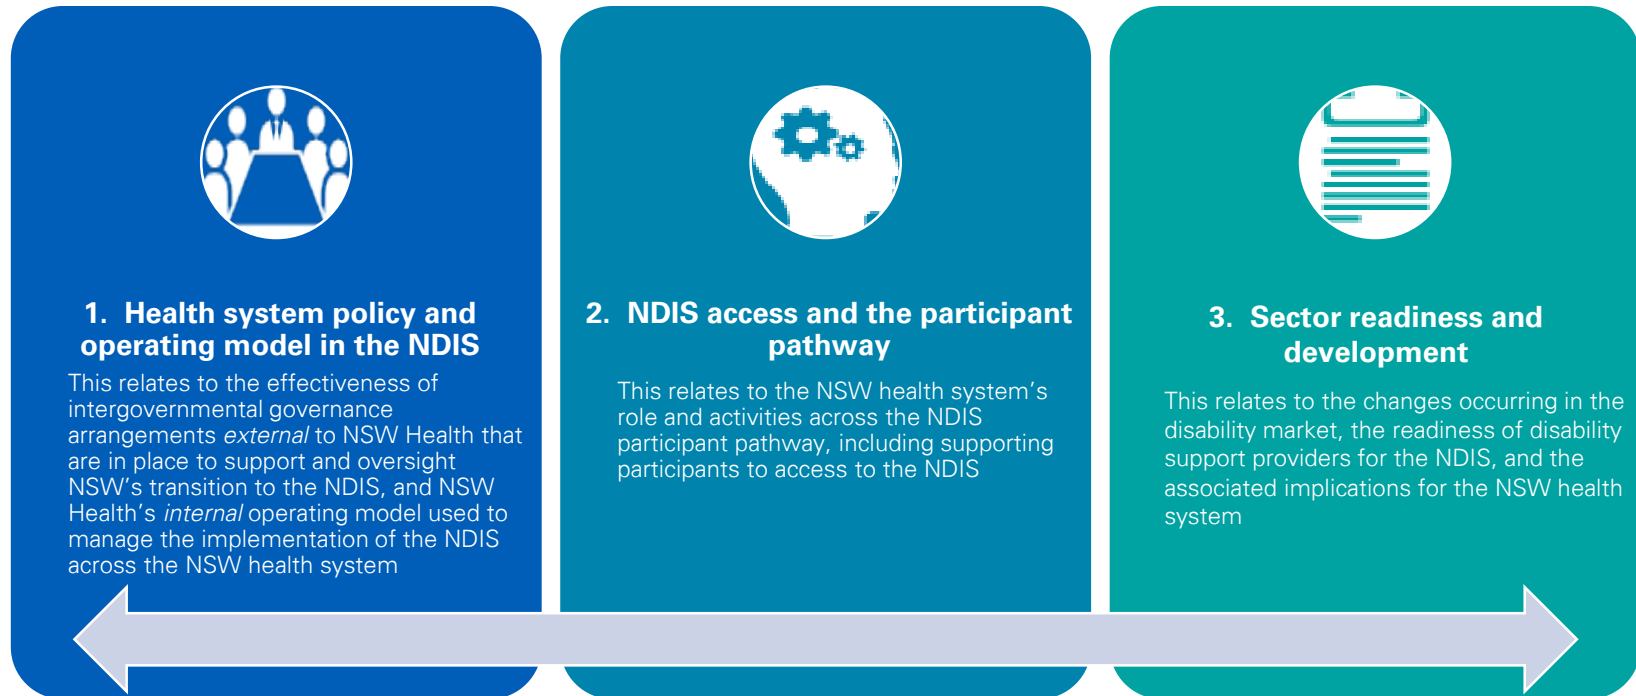 1. Health system policy and
operating model in the NDIS
This relates to the effectiveness of
intergovernmental governance
arrangements external to NSW Health that
are in place to support and oversight
NSW's transition to the NDIS, and NSW
Health's internal operating model used to
manage the implementation of the NDIS
across the NSW health system
2. NDIS access and the participant
pathway
This relates to the NSW health system's
role and activities across the NDIS
participant pathway, including supporting
participants to access to the NDIS
3. Sector readiness and
development
This relates to the changes occurring in the
disability market, the readiness of disability
support providers for the NDIS, and the
associated implications for the NSW health
system